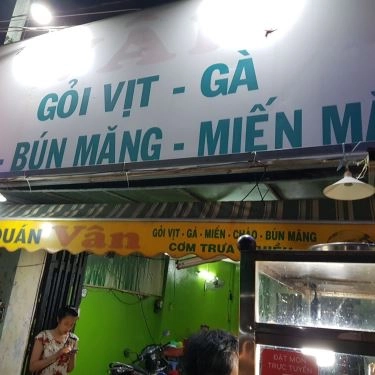 GỎI VỊT - GÀ
- BÚN MĂNG - MIẾN MĂ
QUÁN Vân
GỎI VỊT - GÀ - MIẾN - CHÁO - BÚN MĂNG
CƠM TRƯA
ĐẶT MÓN
TRỰC TUYẾN